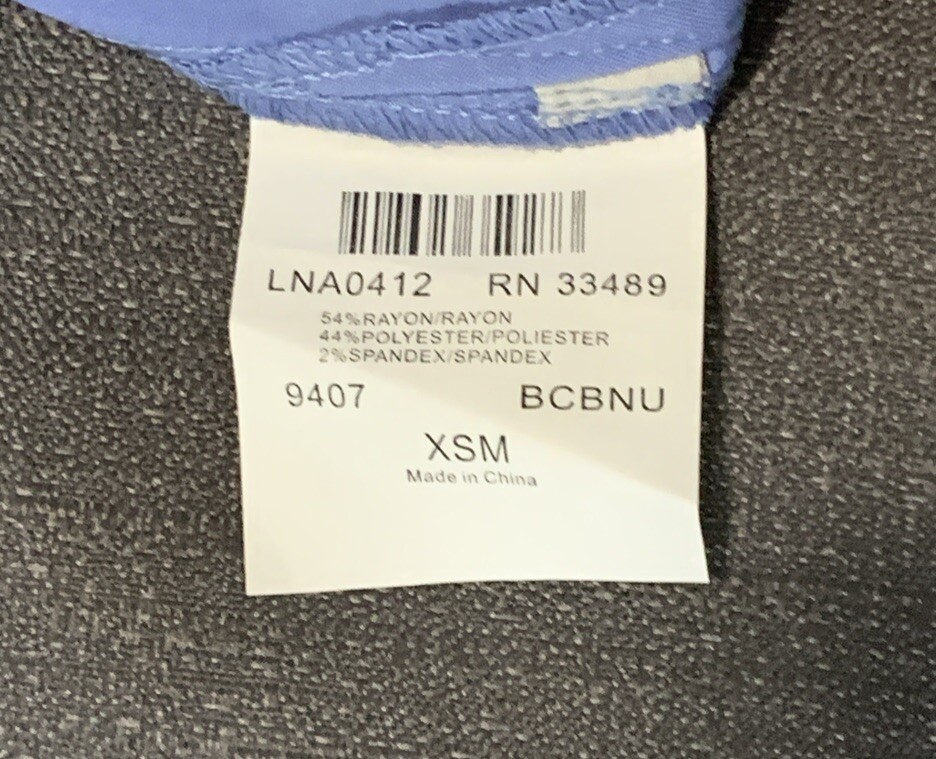 LNA0412 RN 33489
54%RAYON/RAYON
44%POLYESTER/POLIESTER
2%SPANDEX/SPANDEX
9407 BCBNU
XSM
Made in China